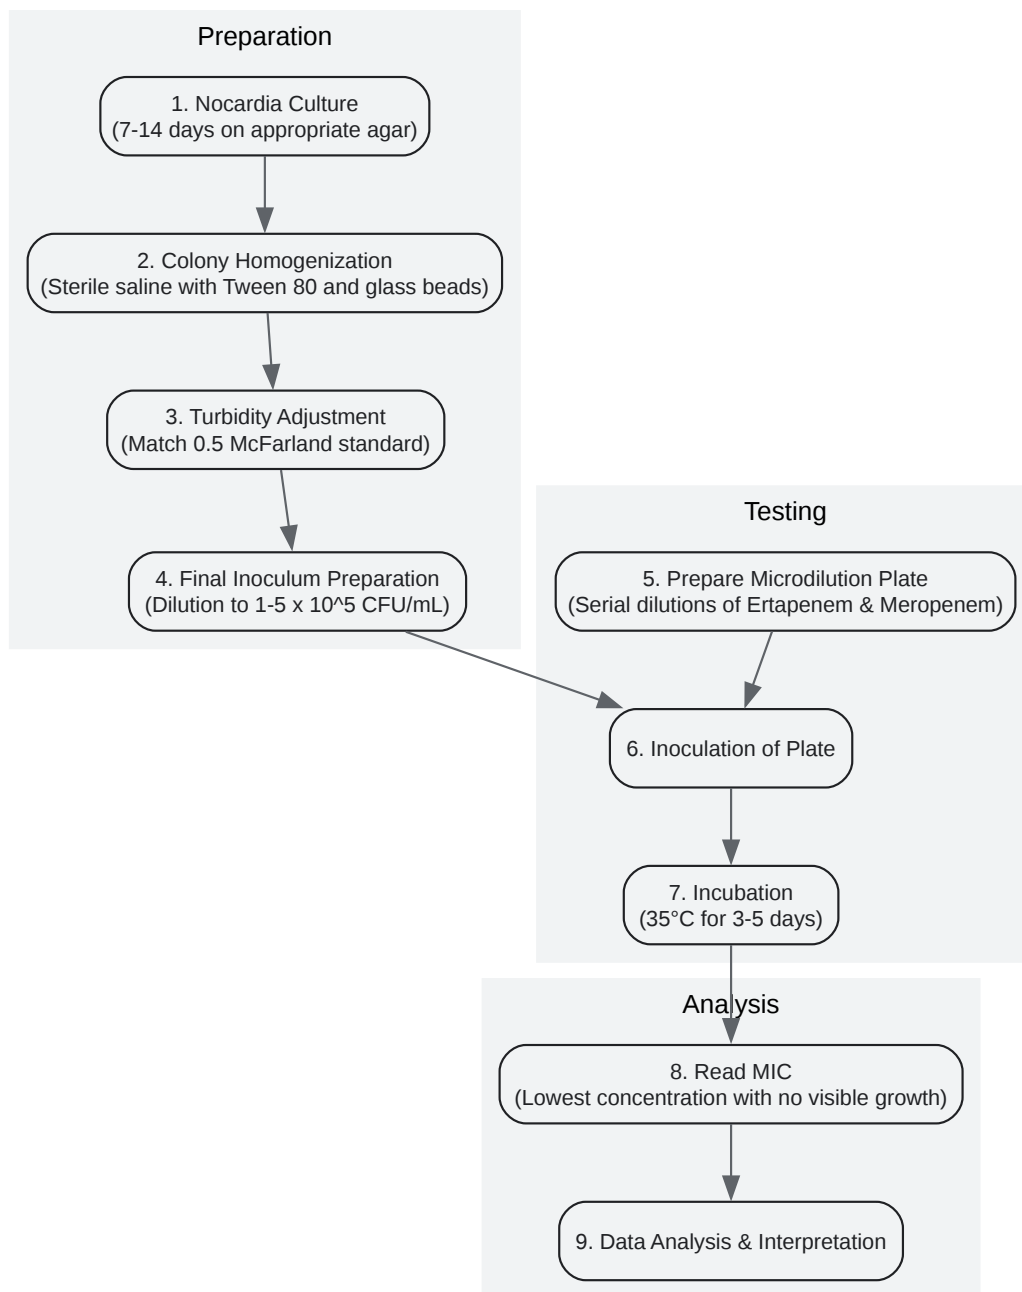 Preparation
1. Nocardia Culture
(7-14 days on appropriate agar)
2. Colony Homogenization
(Sterile saline with Tween 80 and glass beads)
3. Turbidity Adjustment
(Match 0.5 McFarland standard)
4. Final Inoculum Preparation
(Dilution to 1-5 x 10^5 CFU/mL)
Testing
5. Prepare Microdilution Plate
(Serial dilutions of Ertapenem & Meropenem)
6. Inoculation of Plate
7. Incubation
(35°C for 3-5 days)
Analysis
8. Read MIC
(Lowest concentration with no visible growth)
9. Data Analysis & Interpretation